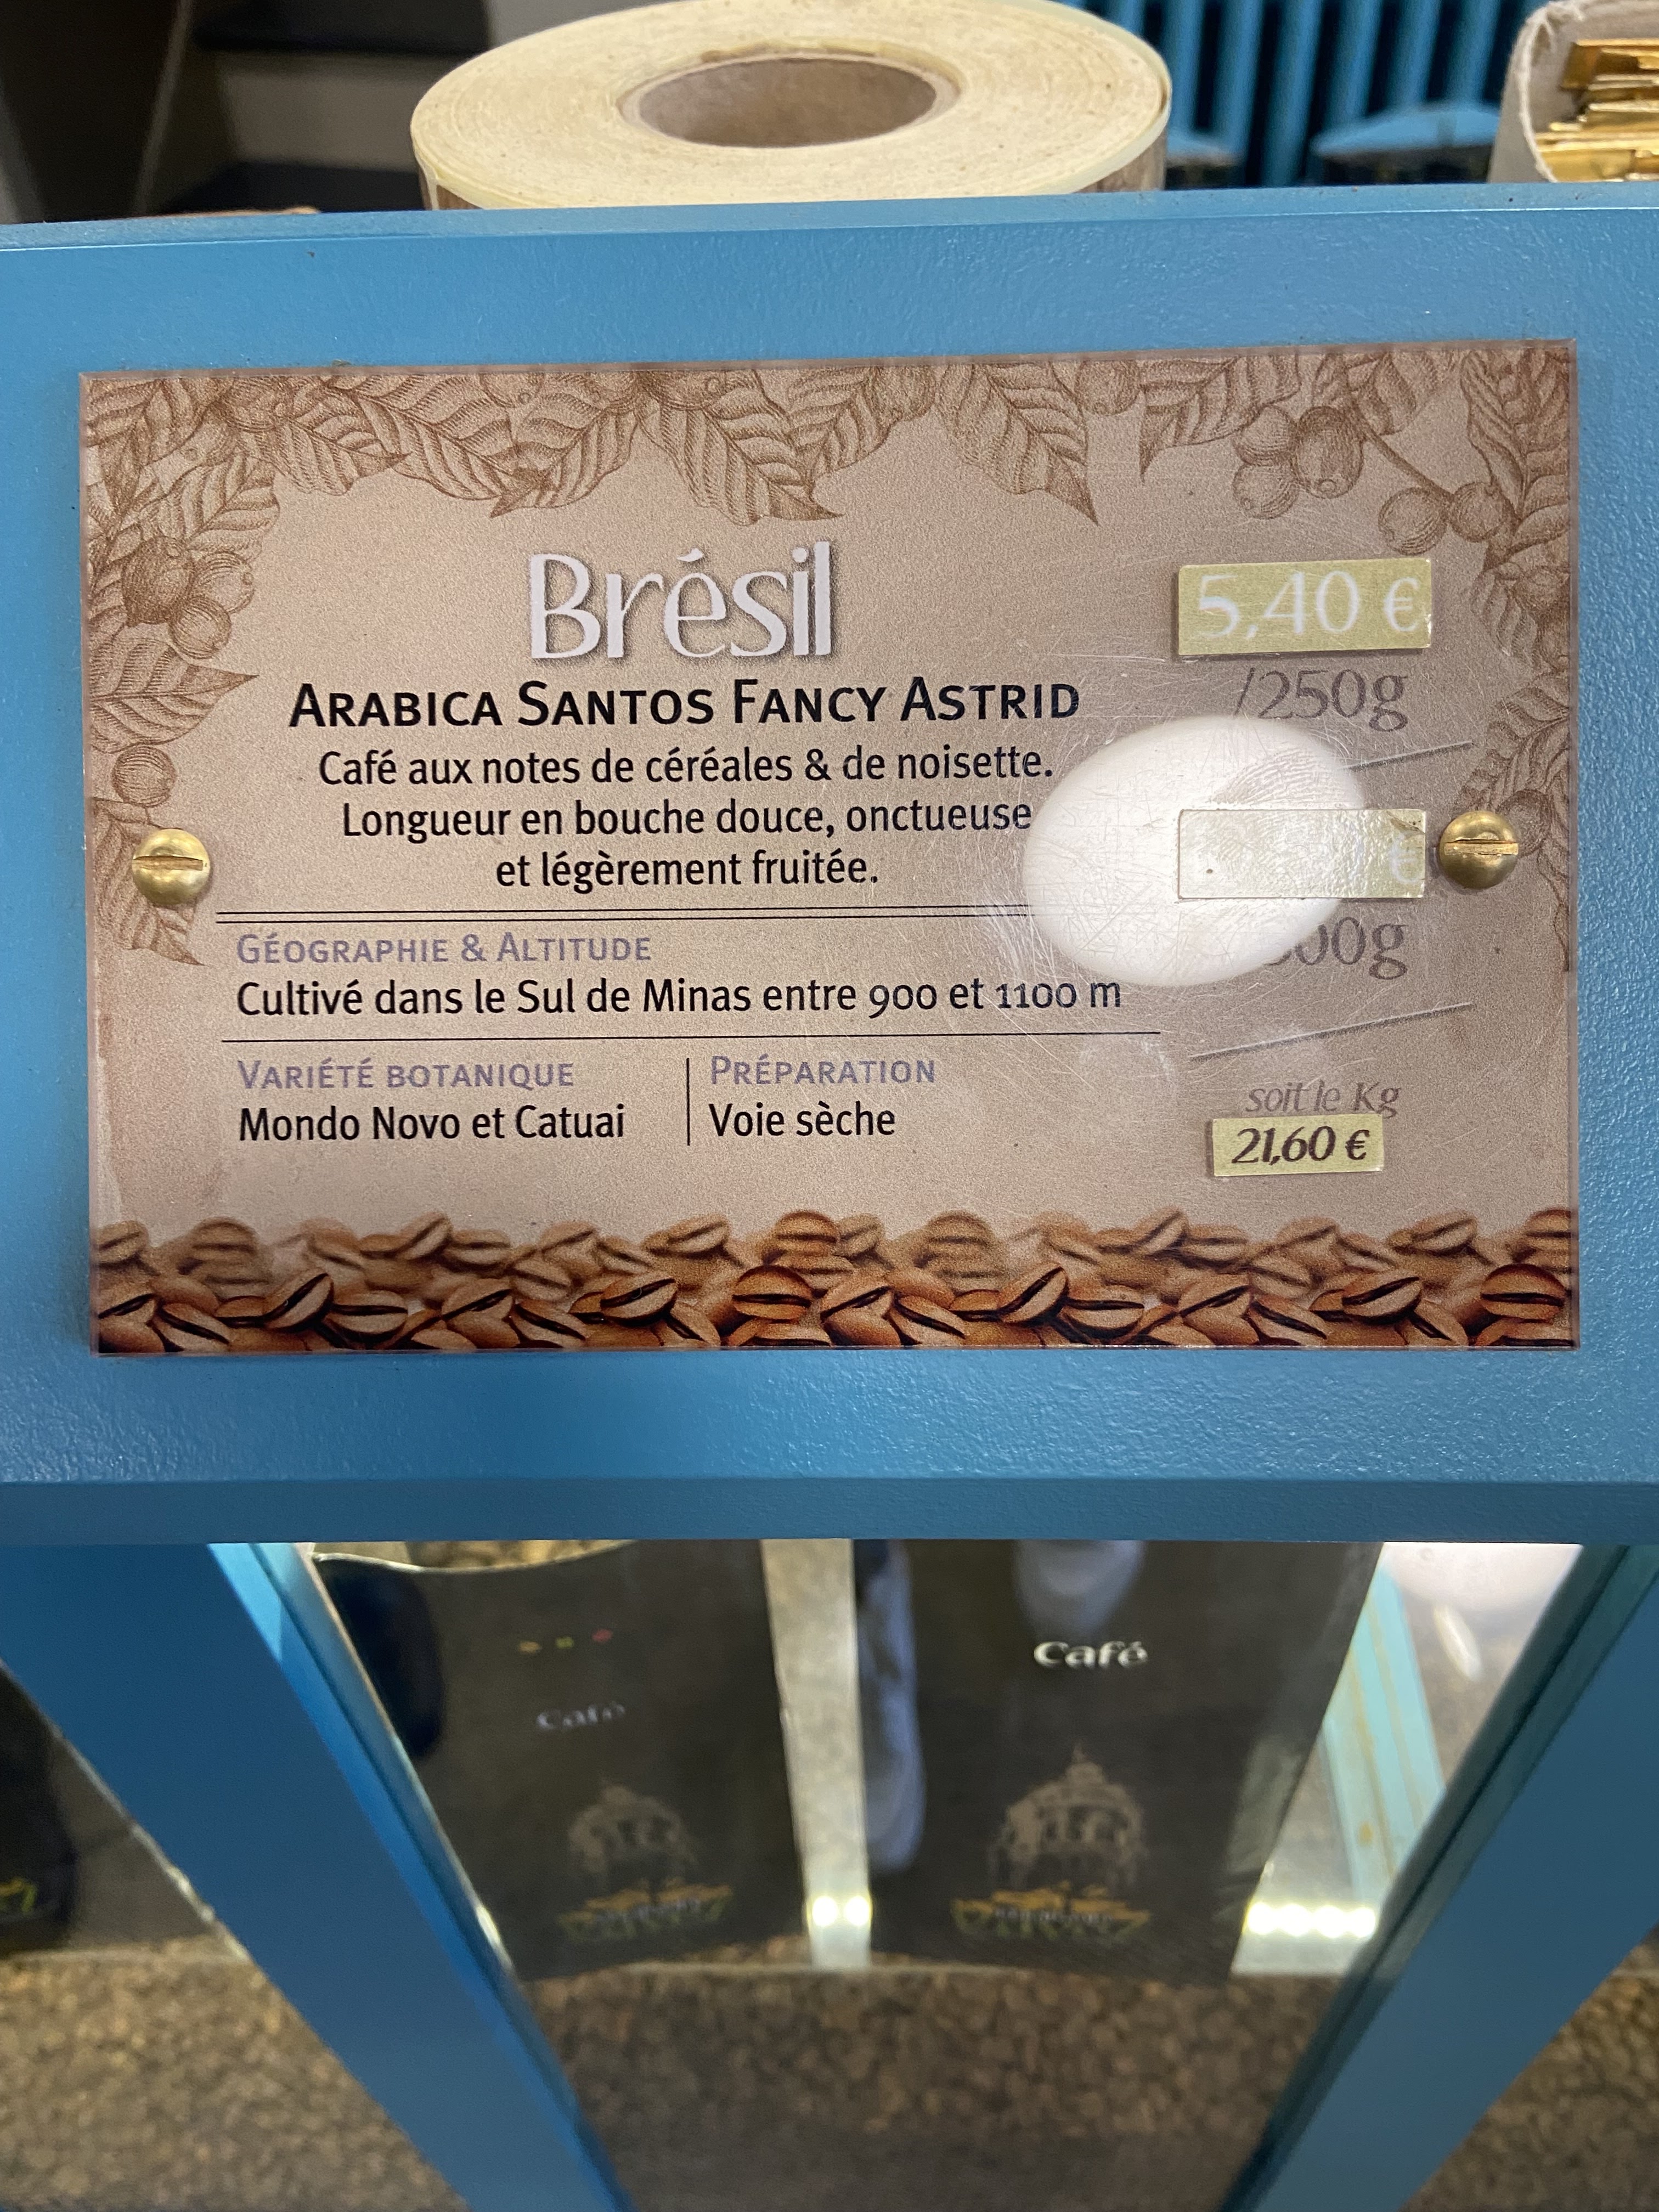 Brésil
5,40 €
/250g
ARABICA SANTOS FANCY ASTRID
Café aux notes de céréales & de noisette.
Longueur en bouche douce, onctueuse
et légèrement fruitée.
€
GÉOGRAPHIE & ALTITUDE
Cultivé dans le Sul de Minas entre 900 et 1100 m
VARIÉTÉ BOTANIQUE
Mondo Novo et Catuai
PRÉPARATION
Voie sèche
soit le Kg
21,60 €
Café
Café